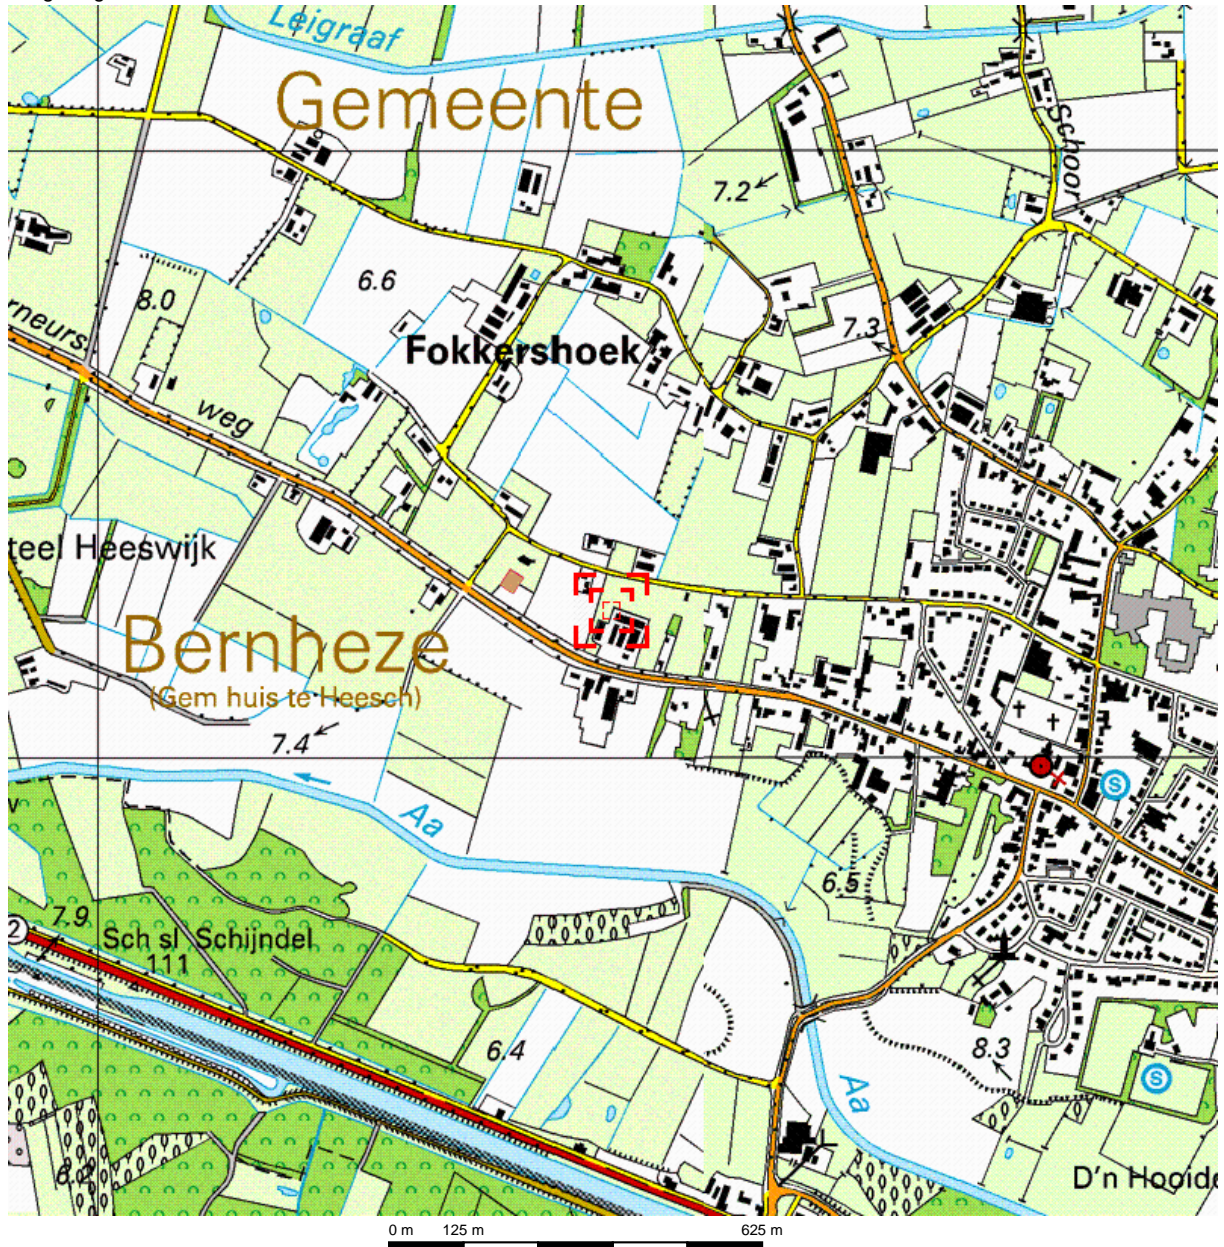 Leigraaf
Gemeente
Schoor
7.2
6.6
8.0
7.3
rneurs
weg
Fokkershoek
teel Heeswijk
Bernheze
(Gem huis te Heesch)
7.4
S
Aa
6.5
7.9
2
Sch sl Schijndel
111
6.4
8.3
Aa
S
D'n Hooid
0 m 125 m 625 m